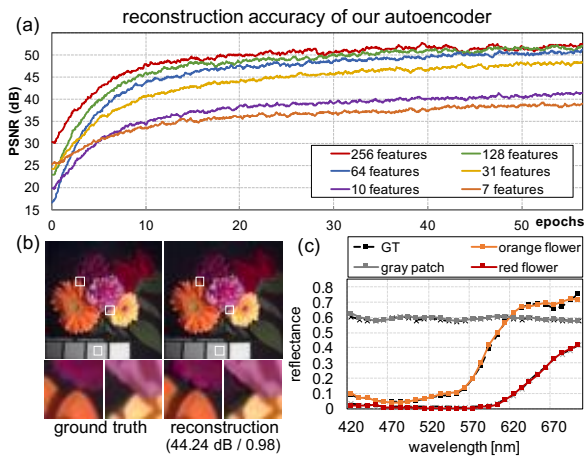 reconstruction accuracy of our autoencoder
(a)
PSNR (dB)
55
50
45
40
35
30
25
20
15
0 10 20 30 40 50 epochs
256 features 128 features
64 features 31 features
10 features 7 features
(b)
ground truth
reconstruction
(44.24 dB / 0.98)
(c)
GT orange flower
gray patch red flower
reflectance
0.8
0.7
0.6
0.5
0.4
0.3
0.2
0.1
0
420 470 520 570 620 670
wavelength [nm]